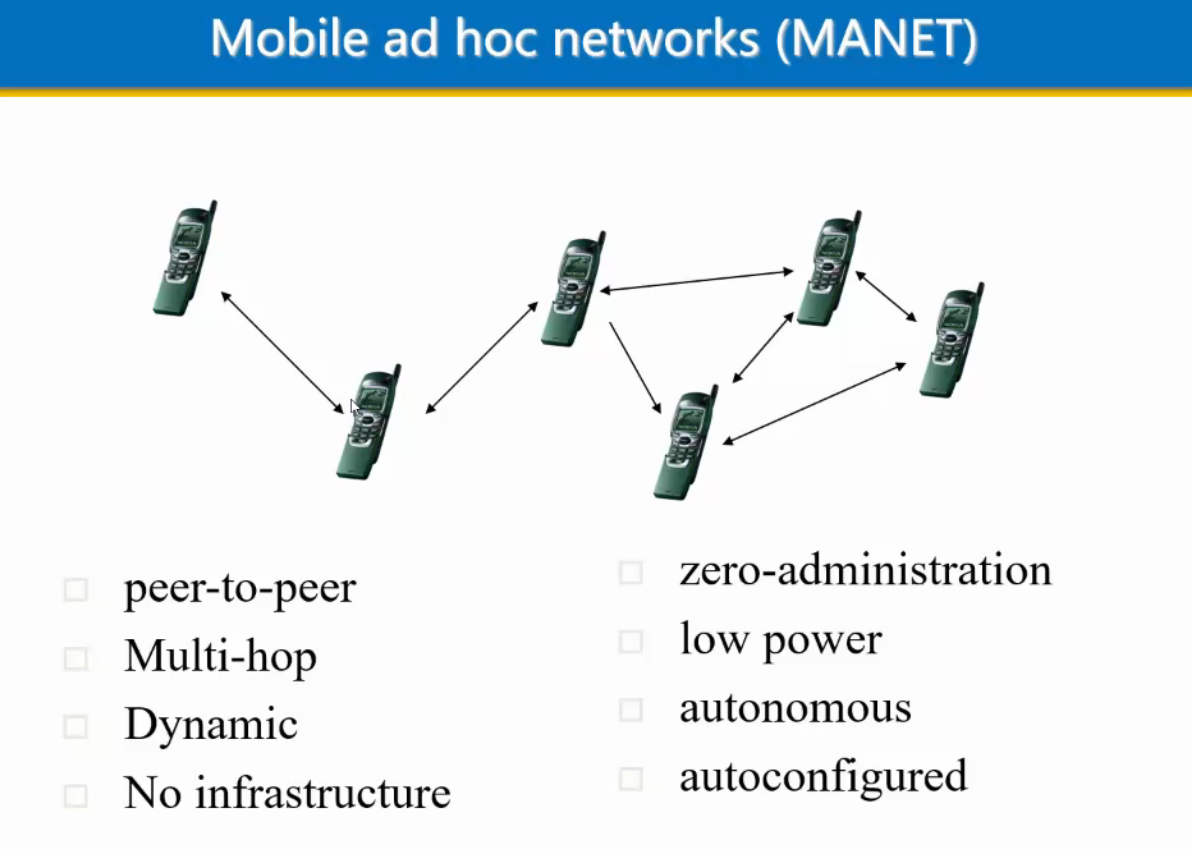 Mobile ad hoc networks (MANET)
peer-to-peer
Multi-hop
Dynamic
No infrastructure
zero-administration
low power
autonomous
autoconfigured